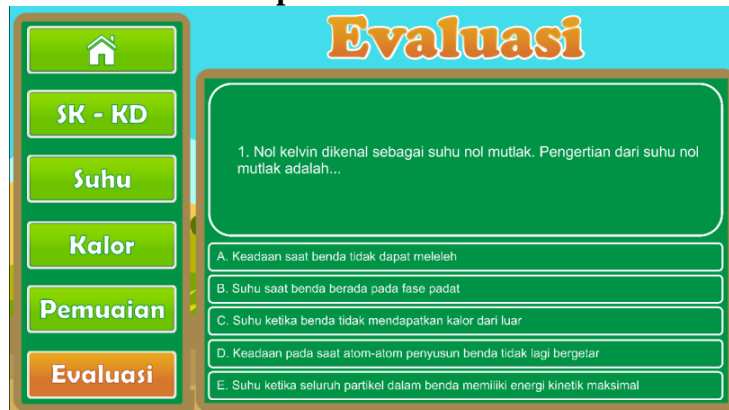 Evaluasi
SK - KD
Suhu
Kalor
Pemuaian
Evaluasi
1. Nol kelvin dikenal sebagai suhu nol mutlak. Pengertian dari suhu nol
mutlak adalah...
A. Keadaan saat benda tidak dapat meleleh
B. Suhu saat benda berada pada fase padat
C. Suhu ketika benda tidak mendapatkan kalor dari luar
D. Keadaan pada saat atom-atom penyusun benda tidak lagi bergetar
E. Suhu ketika seluruh partikel dalam benda memiliki energi kinetik maksimal